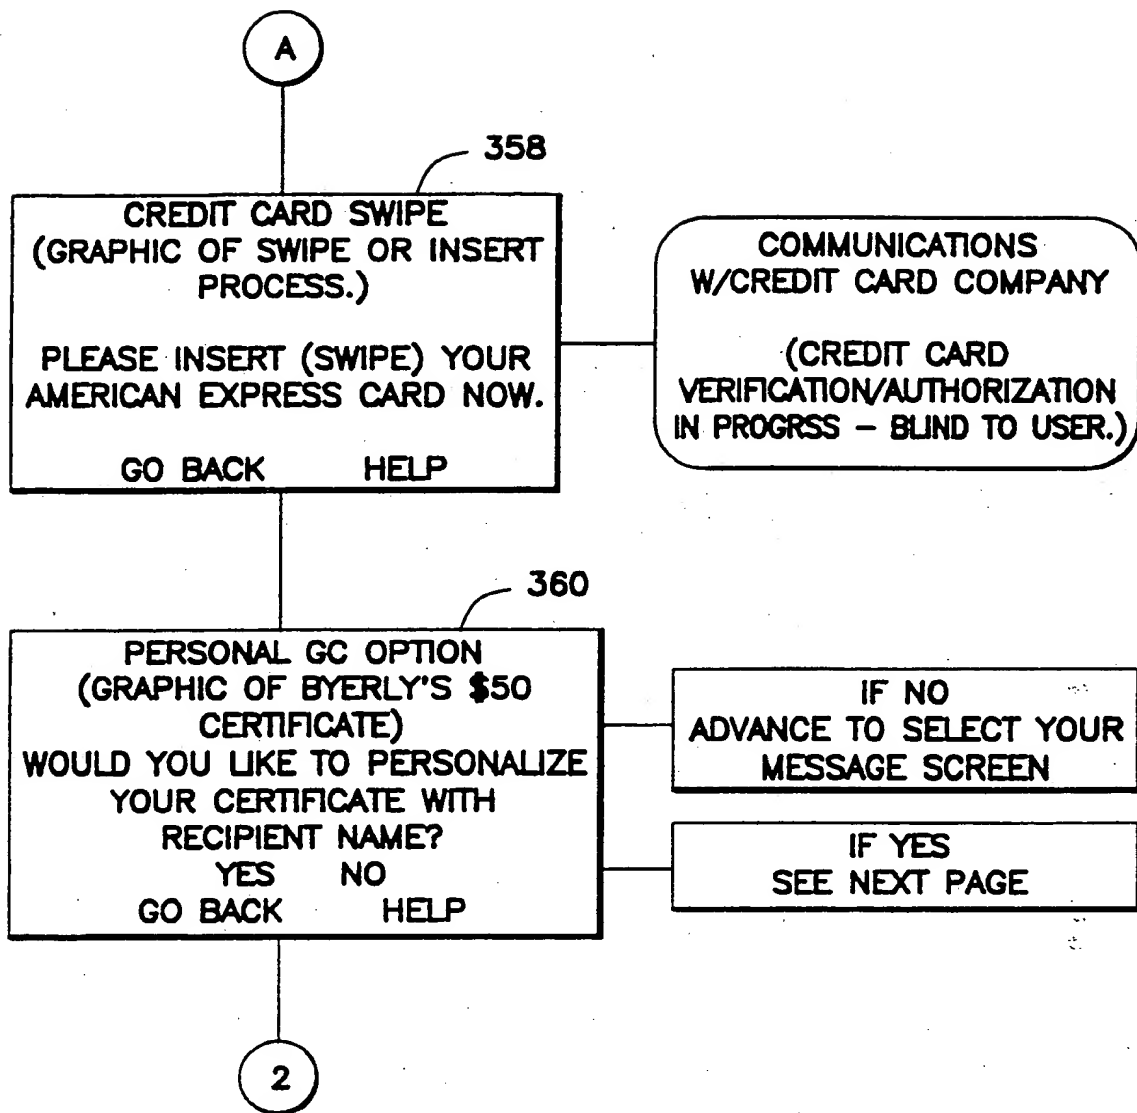 A
358
CREDIT CARD SWIPE
(GRAPHIC OF SWIPE OR INSERT
PROCESS.)
PLEASE INSERT (SWIPE) YOUR
AMERICAN EXPRESS CARD NOW.
GO BACK HELP
COMMUNICATIONS
W/CREDIT CARD COMPANY
(CREDIT CARD
VERIFICATION/AUTHORIZATION
IN PROGRSS – BLIND TO USER.)
360
PERSONAL GC OPTION
(GRAPHIC OF BYERLY'S $50
CERTIFICATE)
WOULD YOU LIKE TO PERSONALIZE
YOUR CERTIFICATE WITH
RECIPIENT NAME?
YES NO
GO BACK HELP
IF NO
ADVANCE TO SELECT YOUR
MESSAGE SCREEN
IF YES
SEE NEXT PAGE
2